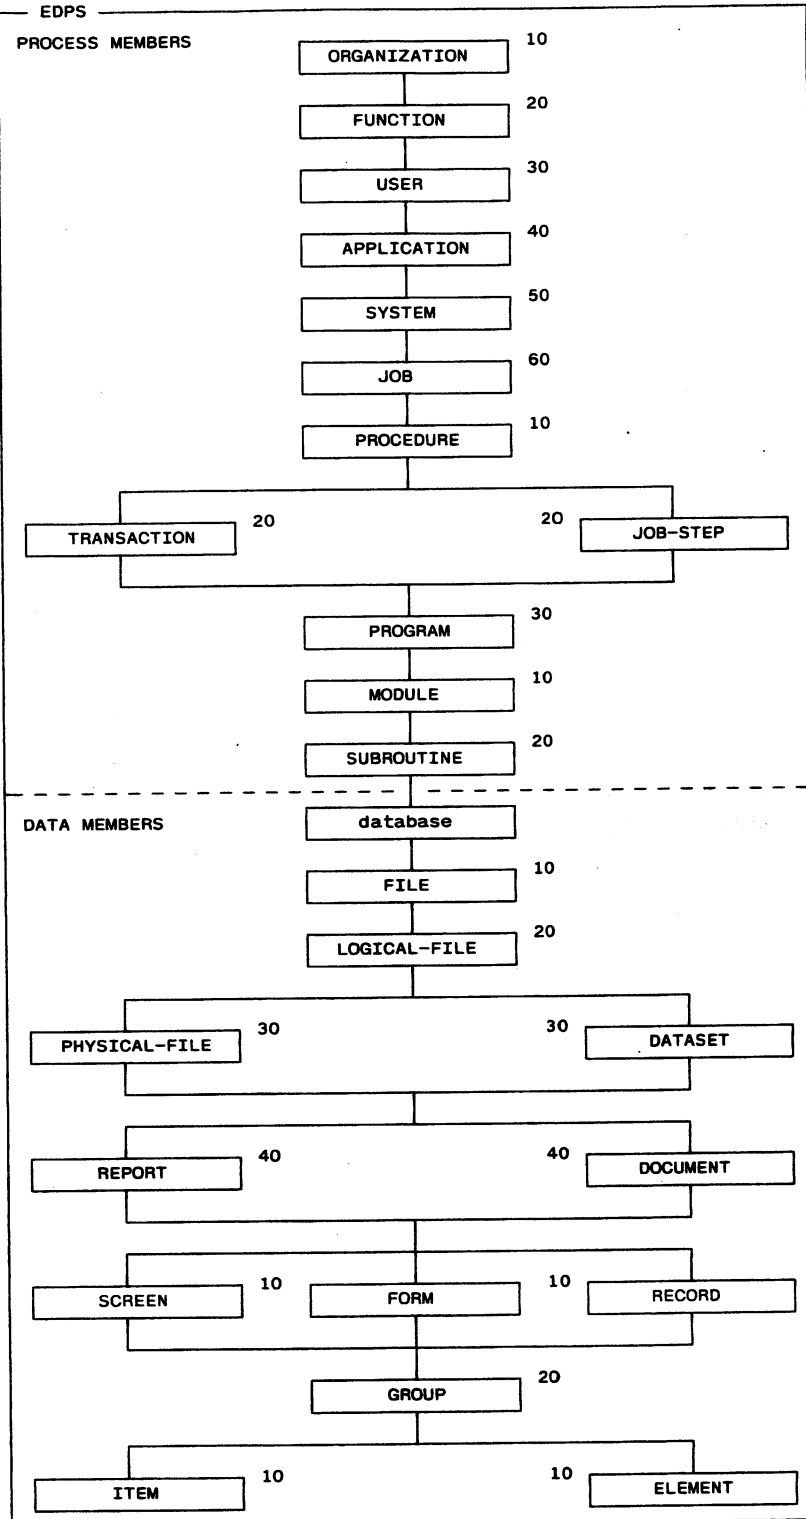 EDPS
PROCESS MEMBERS
10
ORGANIZATION
20
FUNCTION
30
USER
40
APPLICATION
50
SYSTEM
60
JOB
10
PROCEDURE
20 20
TRANSACTION JOB-STEP
30
PROGRAM
10
MODULE
20
SUBROUTINE
DATA MEMBERS database
10
FILE
20
LOGICAL-FILE
30 30
PHYSICAL-FILE DATASET
40 40
REPORT DOCUMENT
10 10
SCREEN FORM RECORD
20
GROUP
10 10
ITEM ELEMENT